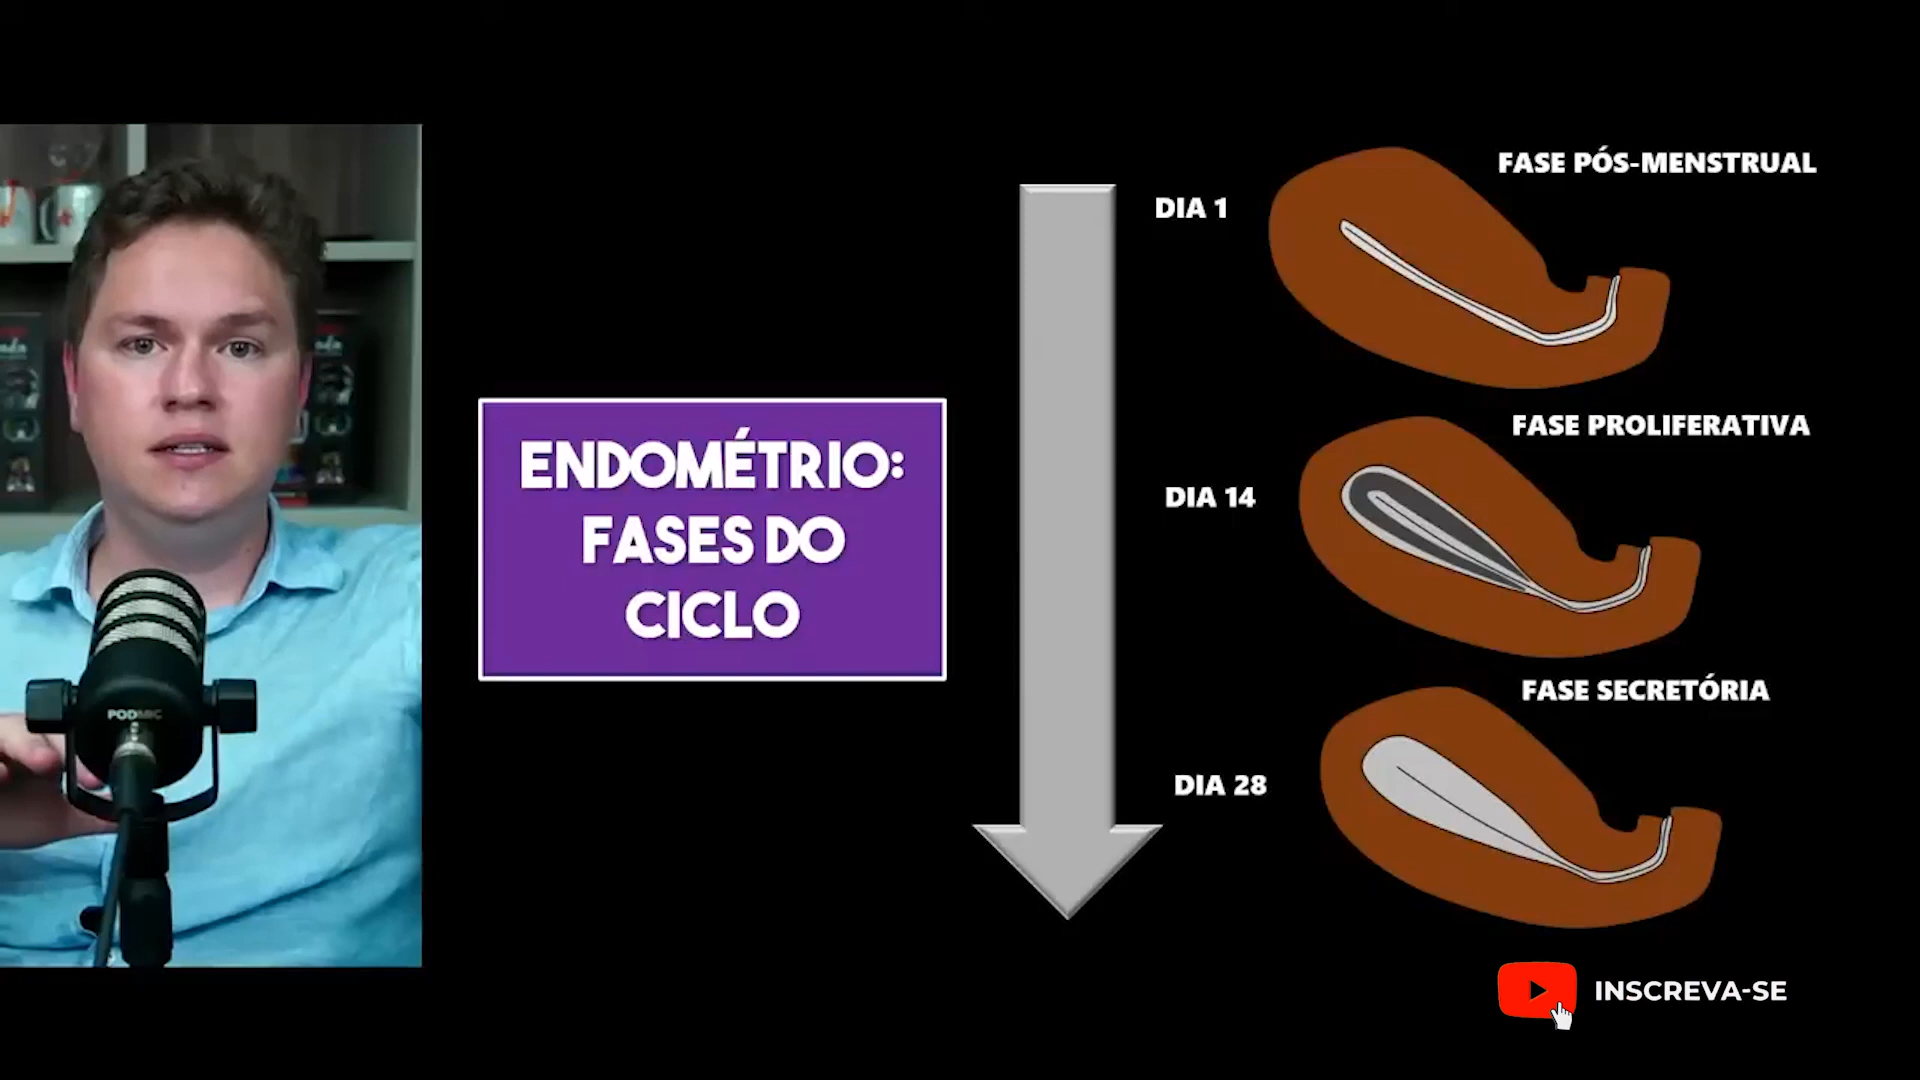 FASE PÓS-MENSTRUAL
DIA 1
FASE PROLIFERATIVA
ENDOMÉTRIO:
FASES DO
CICLO
DIA 14
FASE SECRETÓRIA
DIA 28
PODMIC
INSCREVA-SE